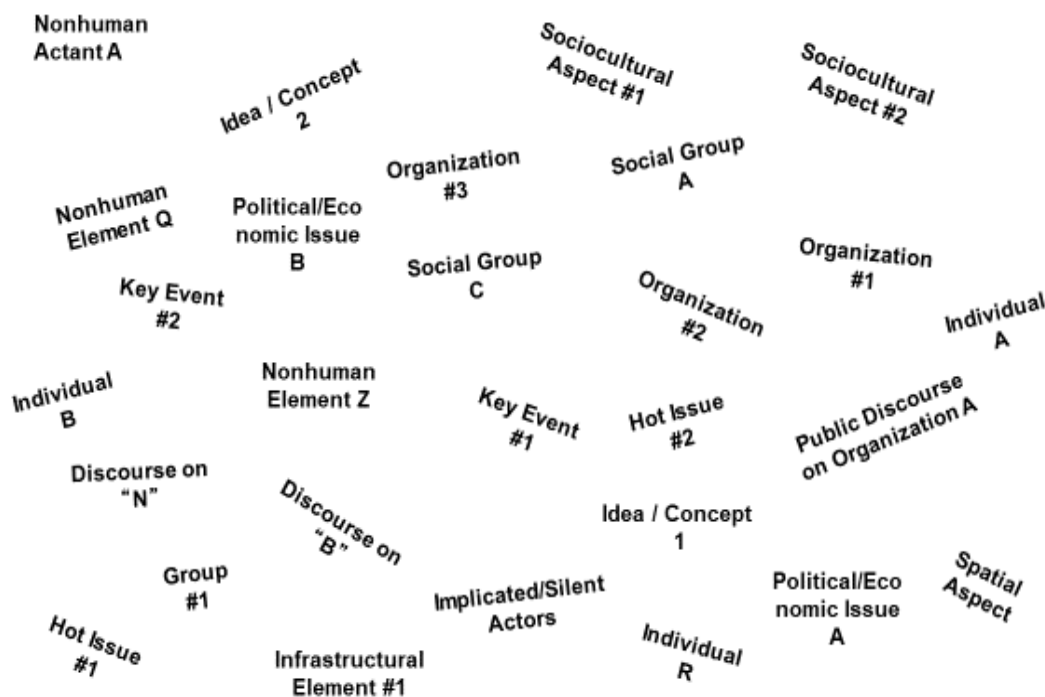 Nonhuman
Actant A
Sociocultural
Aspect #1
Sociocultural
Aspect #2
Idea / Concept
2
Organization
#3
Social Group
A
Nonhuman
Element Q
Political/Eco
nomic Issue
B
Social Group
C
Organization
#1
Key Event
#2
Organization
#2
Individual
A
Individual
B
Nonhuman
Element Z
Key Event
#1
Hot Issue
#2
Public Discourse
on Organization A
Discourse on
“N”
Discourse on
“B”
Idea / Concept
1
Group
#1
Implicated/Silent
Actors
Political/Eco
nomic Issue
A
Spatial
Aspect
Hot Issue
#1
Infrastructural
Element #1
Individual
R